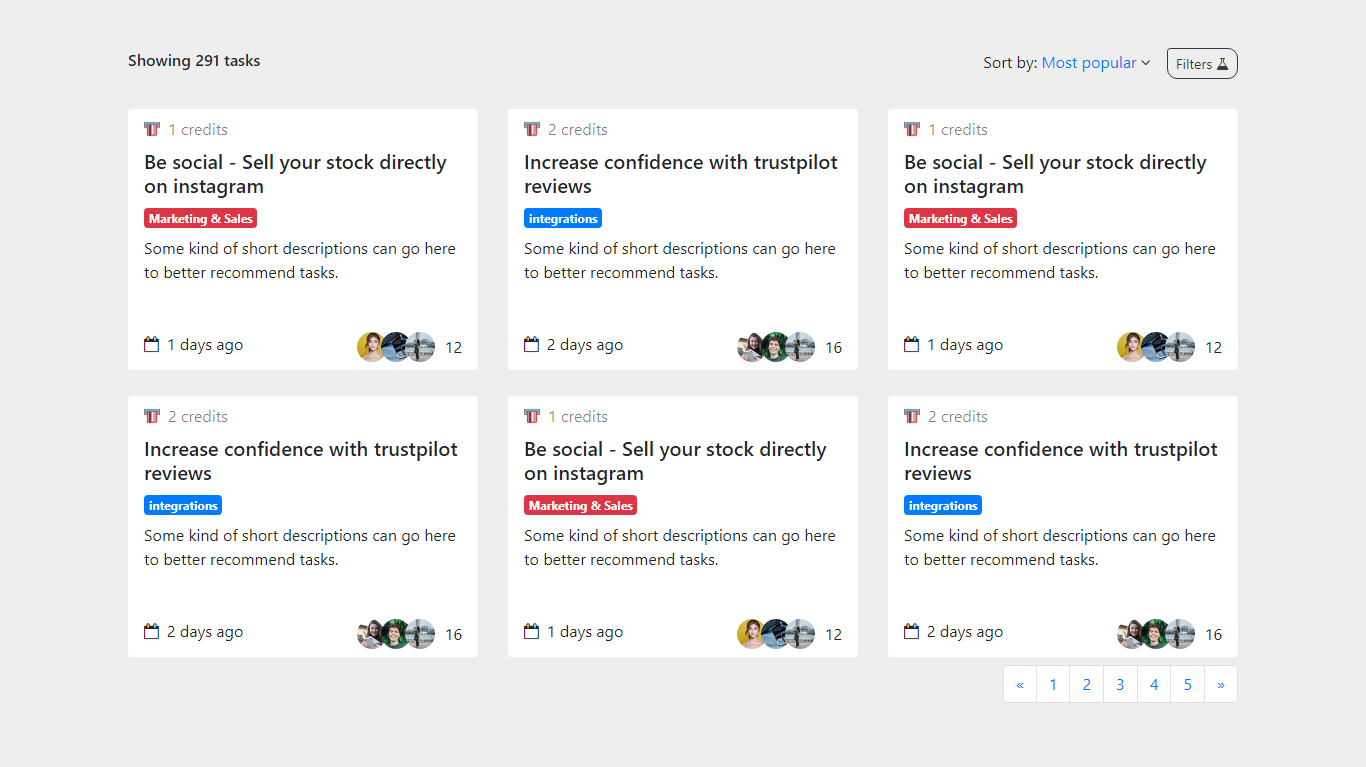 Showing 291 tasks
Sort by: Most popular
Filters
1 credits
Be social - Sell your stock directly
on instagram
Marketing & Sales
Some kind of short descriptions can go here
to better recommend tasks.
1 days ago
12
2 credits
Increase confidence with trustpilot
reviews
integrations
Some kind of short descriptions can go here
to better recommend tasks.
2 days ago
16
1 credits
Be social - Sell your stock directly
on instagram
Marketing & Sales
Some kind of short descriptions can go here
to better recommend tasks.
1 days ago
12
2 credits
Increase confidence with trustpilot
reviews
integrations
Some kind of short descriptions can go here
to better recommend tasks.
2 days ago
16
1 credits
Be social - Sell your stock directly
on instagram
Marketing & Sales
Some kind of short descriptions can go here
to better recommend tasks.
1 days ago
12
2 credits
Increase confidence with trustpilot
reviews
integrations
Some kind of short descriptions can go here
to better recommend tasks.
2 days ago
16
« 1 2 3 4 5 »